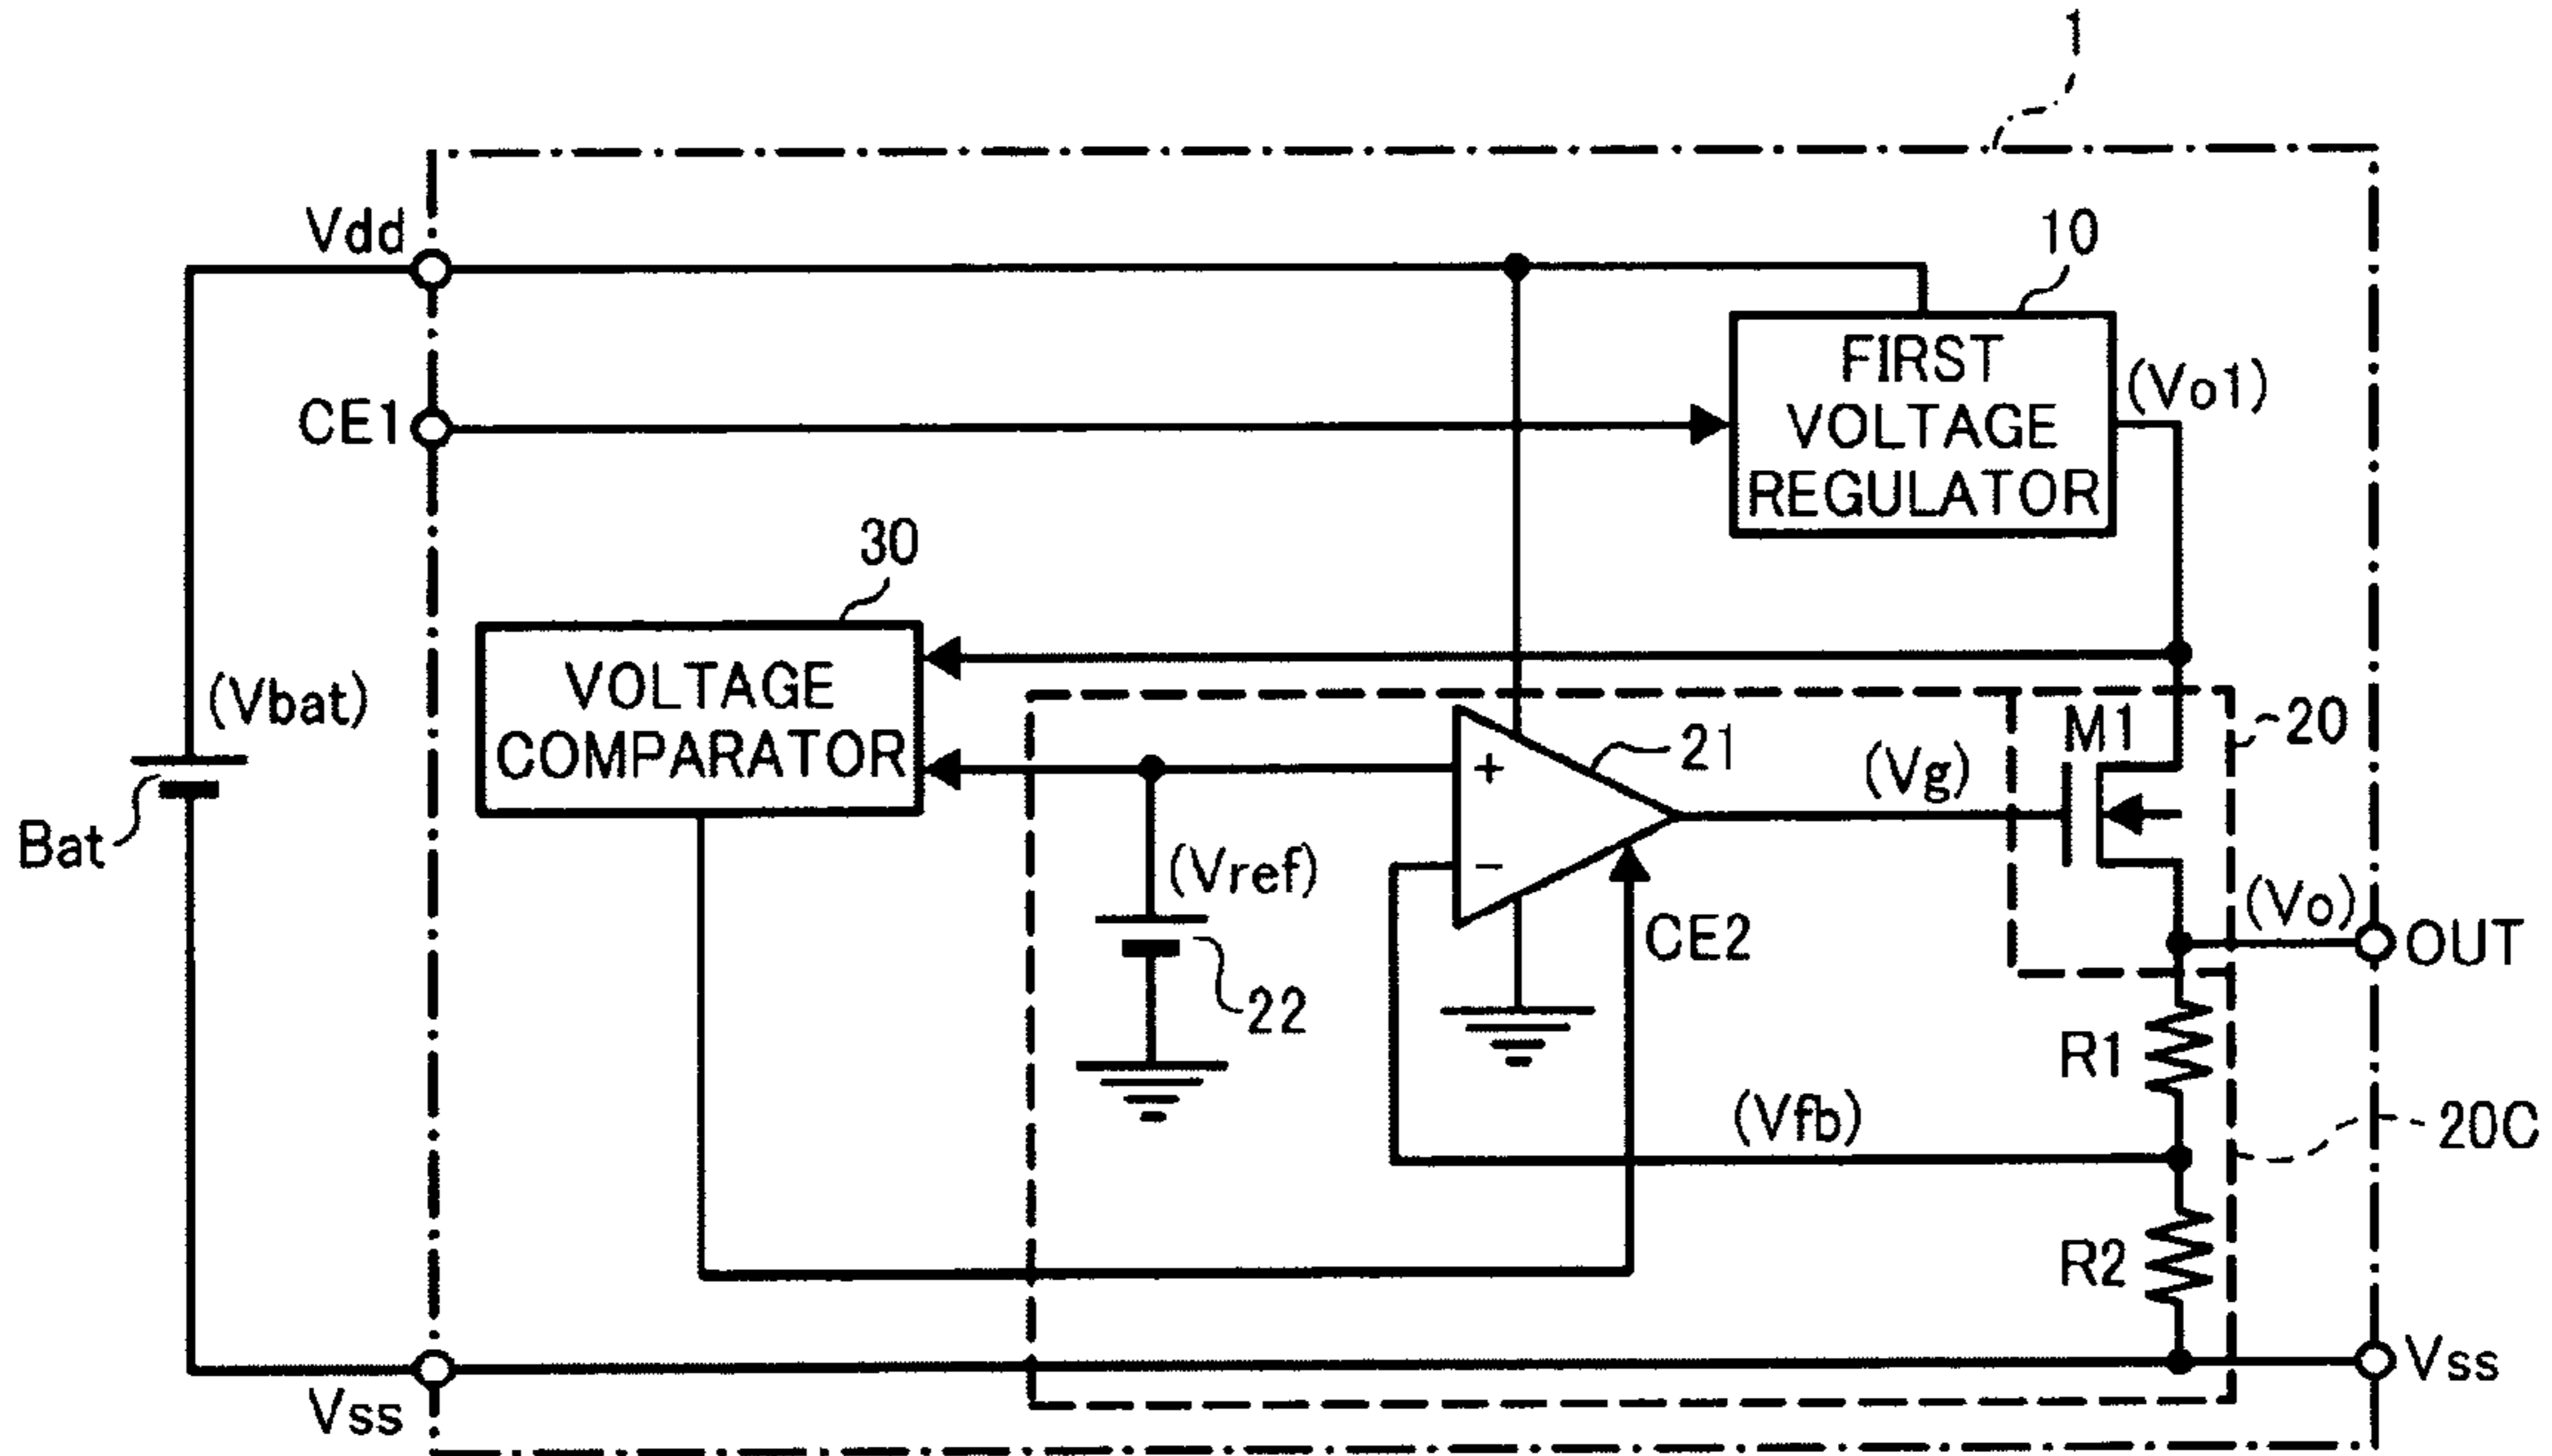 1
Vdd
10
FIRST
VOLTAGE
REGULATOR
(Vo1)
CE1
30
VOLTAGE
COMPARATOR
(Vbat)
Bat
M1
20
21
+
(Vg)
−
(Vref)
CE2
(Vo)
OUT
22
R1
(Vfb)
20C
R2
Vss
Vss